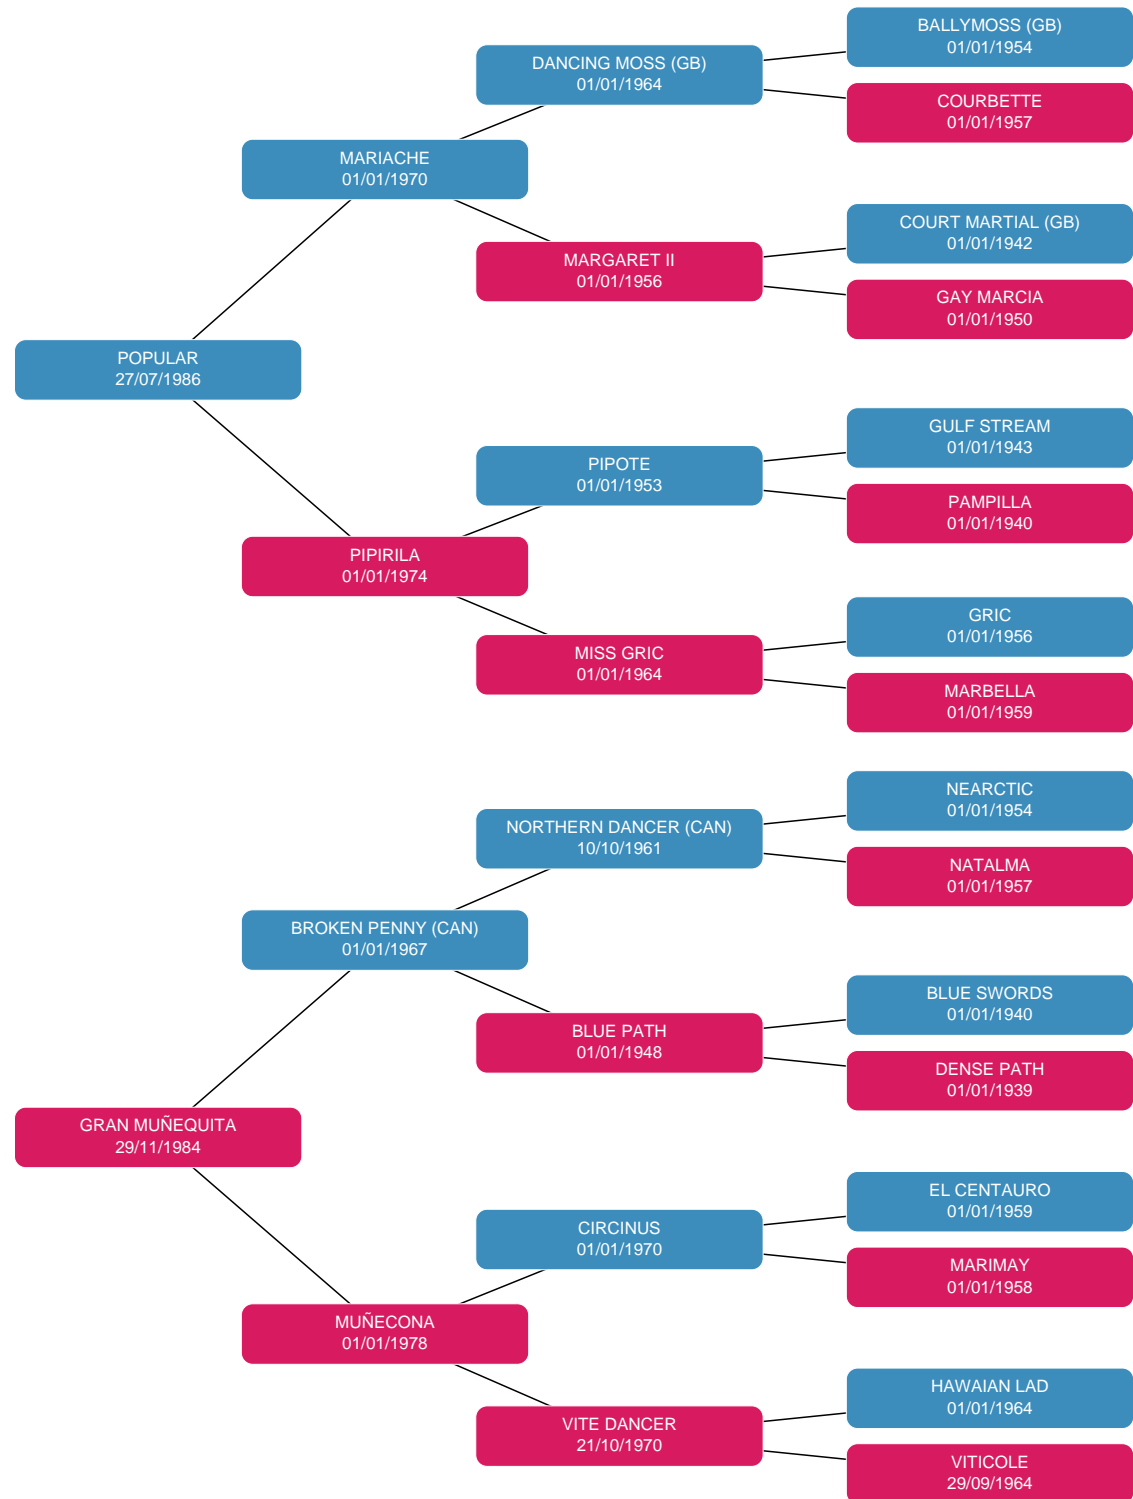 BALLYMOSS (GB)
01/01/1954
DANCING MOSS (GB)
01/01/1964
COURBETTE
01/01/1957
MARIACHE
01/01/1970
COURT MARTIAL (GB)
01/01/1942
MARGARET II
01/01/1956
GAY MARCIA
01/01/1950
POPULAR
27/07/1986
GULF STREAM
01/01/1943
PIPOTE
01/01/1953
PAMPILLA
01/01/1940
PIPIRILA
01/01/1974
GRIC
01/01/1956
MISS GRIC
01/01/1964
MARBELLA
01/01/1959
NEARCTIC
01/01/1954
NORTHERN DANCER (CAN)
10/10/1961
NATALMA
01/01/1957
BROKEN PENNY (CAN)
01/01/1967
BLUE SWORDS
01/01/1940
BLUE PATH
01/01/1948
DENSE PATH
01/01/1939
GRAN MUÑEQUITA
29/11/1984
EL CENTAURO
01/01/1959
CIRCINUS
01/01/1970
MARIMAY
01/01/1958
MUÑECONA
01/01/1978
HAWAIAN LAD
01/01/1964
VITE DANCER
21/10/1970
VITICOLE
29/09/1964